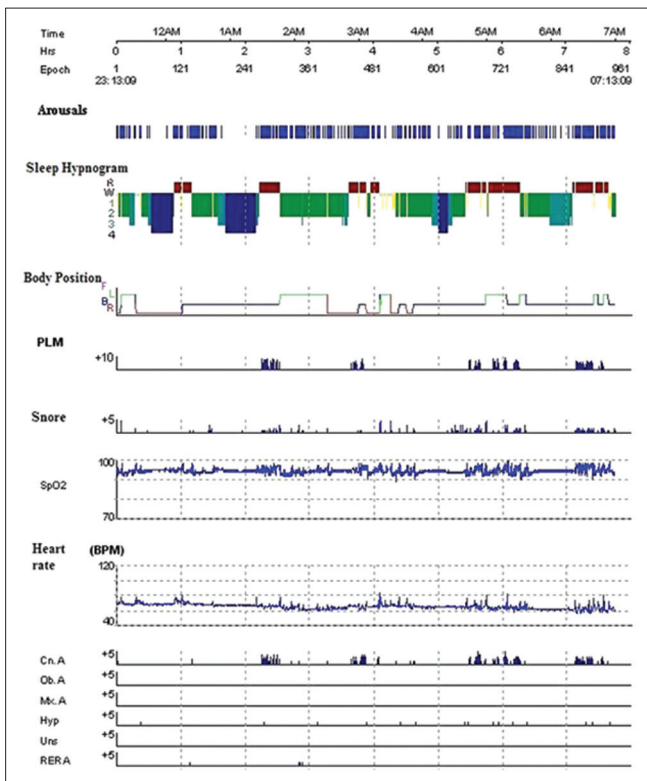 Time 12AM 1AM 2AM 3AM 4AM 5AM 6AM 7AM
Hrs 0 1 2 3 4 5 6 7 8
Epoch 1 121 241 361 481 601 721 841 961
23:13:09 07:13:09
Arousals
Sleep Hypnogram
R
W
1
2
3
4
Body Position
F
L
B
R
PLM
+10
Snore
+5
100
SpO2
70
Heart rate (BPM)
120
40
Cn.A +5
Ob.A +5
Mx.A +5
Hyp +5
Uns +5
RERA +5